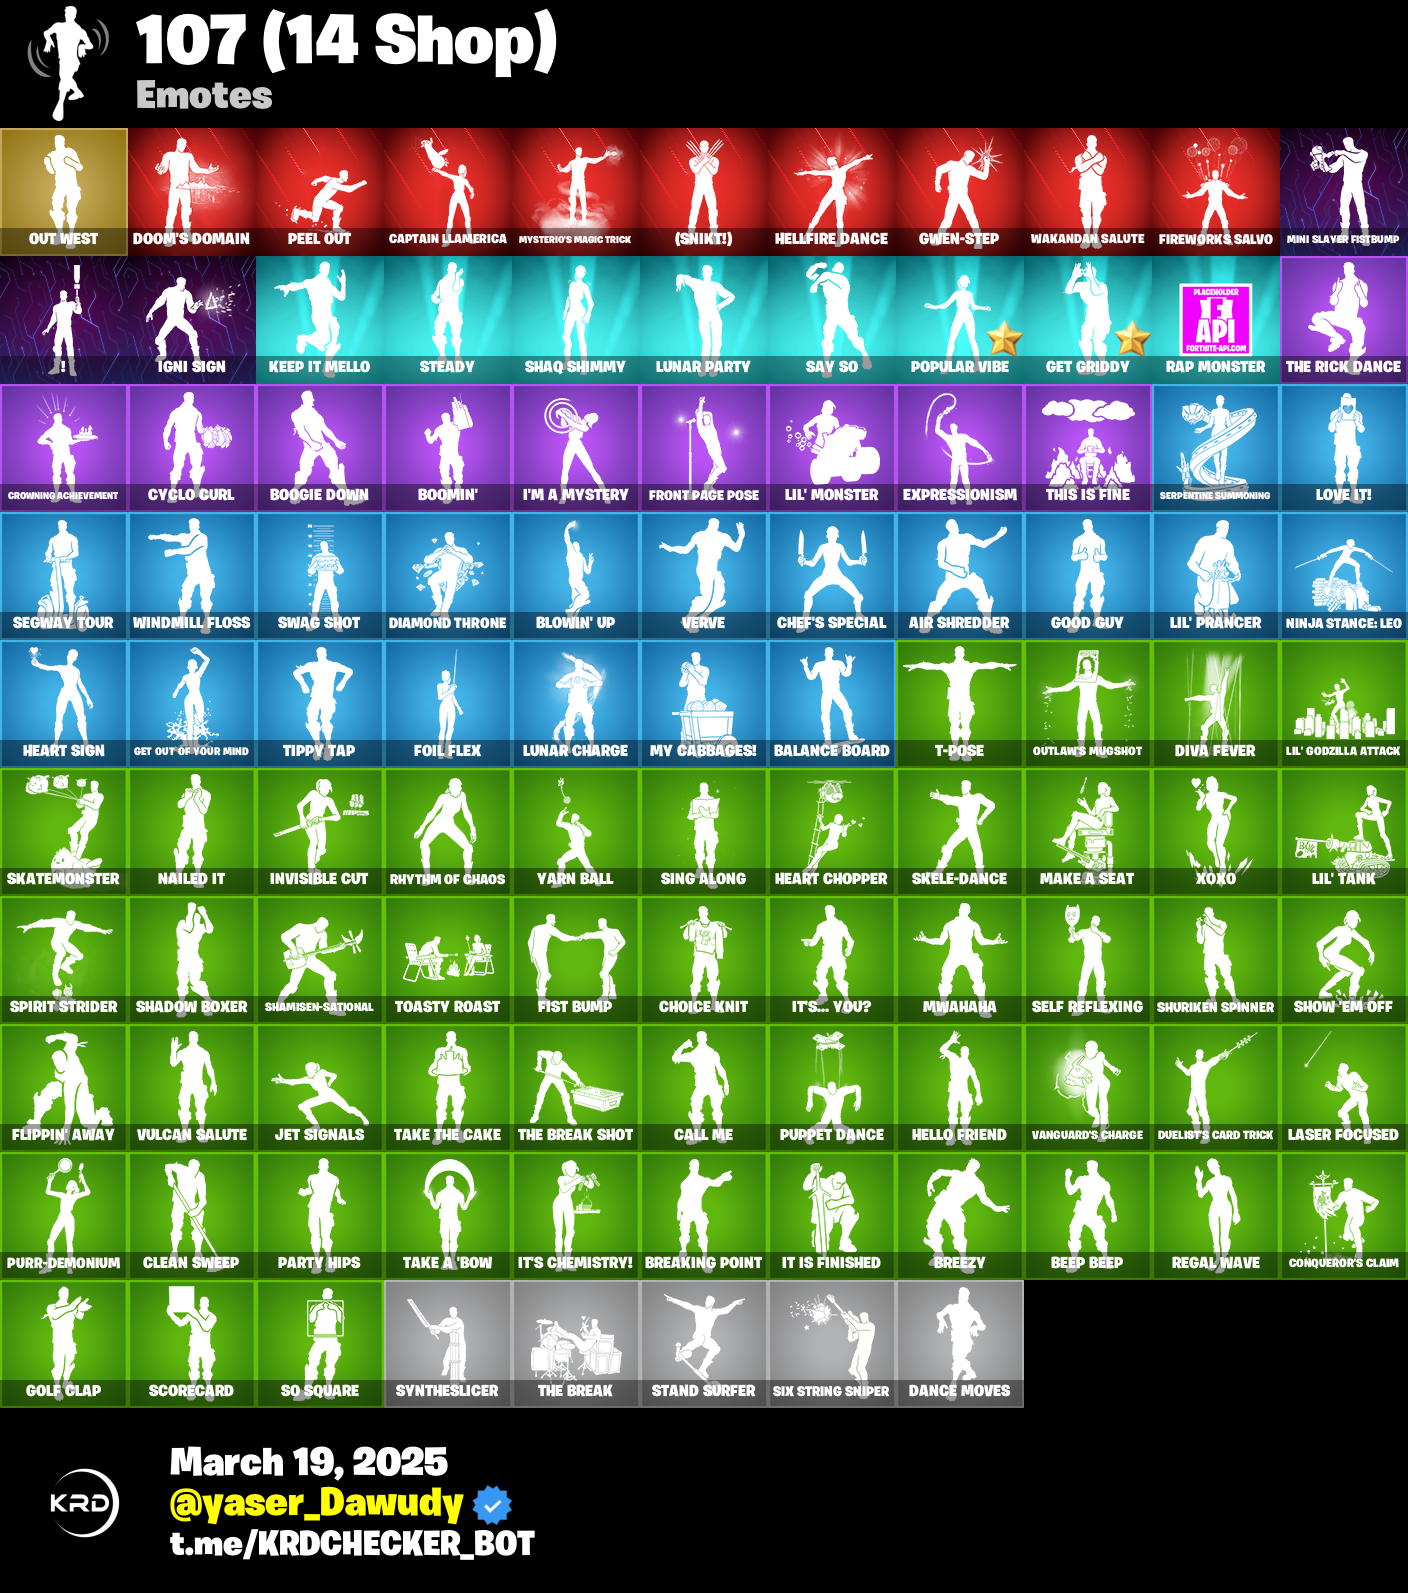 107 (14 Shop)
Emotes
OUT WEST
DOOM'S DOMAIN
PEEL OUT
CAPTAIN LLAMERICA
MYSTERIO'S MAGIC TRICK
(SNIKT!)
HELLFIRE DANCE
GWEN-STEP
WAKANDAN SALUTE
FIREWORKS SALVO
MINI SLAYER FISTBUMP
!
IGNI SIGN
KEEP IT MELLO
STEADY
SHAQ SHIMMY
LUNAR PARTY
SAY SO
POPULAR VIBE
GET GRIDDY
PLACEHOLDER
API
FORTNITE-API.COM
RAP MONSTER
THE RICK DANCE
CROWNING ACHIEVEMENT
CYCLO CURL
BOOGIE DOWN
BOOMIN'
I'M A MYSTERY
FRONT PAGE POSE
LIL' MONSTER
EXPRESSIONISM
THIS IS FINE
SERPENTINE SUMMONING
LOVE IT!
SEGWAY TOUR
WINDMILL FLOSS
SWAG SHOT
DIAMOND THRONE
BLOWIN' UP
VERVE
CHEF'S SPECIAL
AIR SHREDDER
GOOD GUY
LIL' PRANCER
NINJA STANCE: LEO
HEART SIGN
GET OUT OF YOUR MIND
TIPPY TAP
FOIL FLEX
LUNAR CHARGE
MY CABBAGES!
BALANCE BOARD
T-POSE
OUTLAW'S MUGSHOT
DIVA FEVER
LIL' GODZILLA ATTACK
SKATEMONSTER
NAILED IT
INVISIBLE CUT
RHYTHM OF CHAOS
YARN BALL
SING ALONG
HEART CHOPPER
SKELE-DANCE
MAKE A SEAT
XOXO
LIL' TANK
SPIRIT STRIDER
SHADOW BOXER
SHAMISEN-SATIONAL
TOASTY ROAST
FIST BUMP
CHOICE KNIT
IT'S... YOU?
MWAHAHA
SELF REFLEXING
SHURIKEN SPINNER
SHOW 'EM OFF
FLIPPIN' AWAY
VULCAN SALUTE
JET SIGNALS
TAKE THE CAKE
THE BREAK SHOT
CALL ME
PUPPET DANCE
HELLO FRIEND
VANGUARD'S CHARGE
DUELIST'S CARD TRICK
LASER FOCUSED
PURR-DEMONIUM
CLEAN SWEEP
PARTY HIPS
TAKE A 'BOW
IT'S CHEMISTRY!
BREAKING POINT
IT IS FINISHED
BREEZY
BEEP BEEP
REGAL WAVE
CONQUEROR'S CLAIM
GOLF CLAP
SCORECARD
SQ SQUARE
SYNTHESLICER
THE BREAK
STAND SURFER
SIX STRING SNIPER
DANCE MOVES
KRD
March 19, 2025
@yaser_Dawudy
t.me/KRDCHECKER_BOT